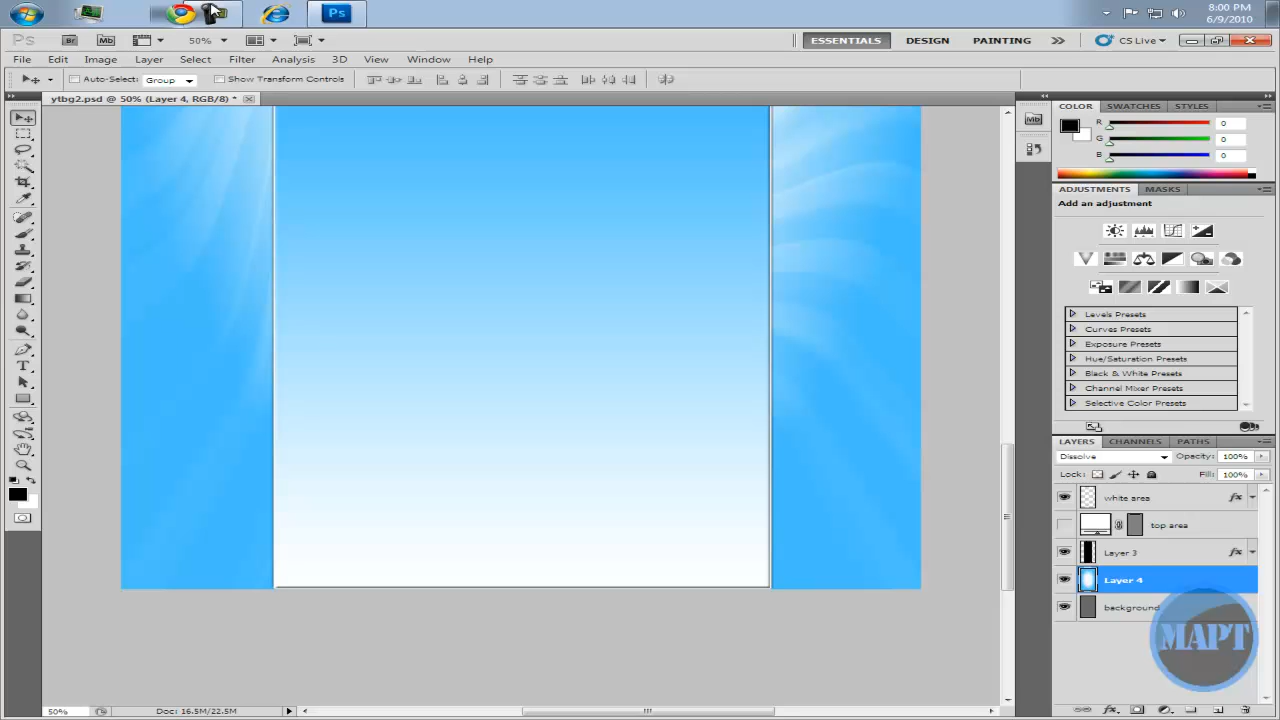 8:00 PM
6/9/2010
Ps
Br
Mb
50%
ESSENTIALS
DESIGN
PAINTING
CS Live
File Edit Image Layer Select Filter Analysis 3D View Window Help
Auto-Select:
Group
Show Transform Controls
ytbg2.psd @ 50% (Layer 4, RGB/8) *
Mb
COLOR
SWATCHES
STYLES
R
0
G
0
B
0
ADJUSTMENTS
MASKS
Add an adjustment
Levels Presets
Curves Presets
Exposure Presets
Hue/Saturation Presets
Black & White Presets
Channel Mixer Presets
Selective Color Presets
LAYERS
CHANNELS
PATHS
Dissolve
Opacity: 100%
Lock:
Fill: 100%
white area
fx
top area
Layer 3
fx
Layer 4
background
MAPT
50%
Doc: 16.5M/22.5M